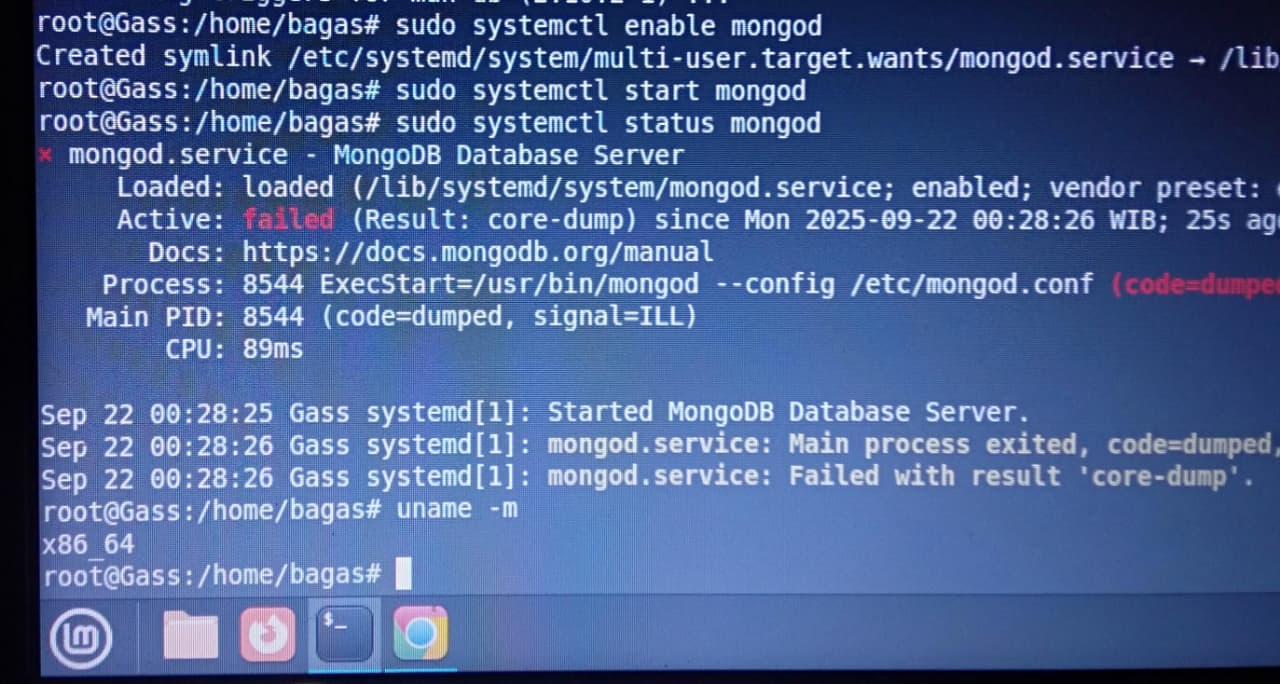 root@Gass:/home/bagas# sudo systemctl enable mongod
Created symlink /etc/systemd/system/multi-user.target.wants/mongod.service → /lib
root@Gass:/home/bagas# sudo systemctl start mongod
root@Gass:/home/bagas# sudo systemctl status mongod
× mongod.service - MongoDB Database Server
Loaded: loaded (/lib/systemd/system/mongod.service; enabled; vendor preset:
Active: failed (Result: core-dump) since Mon 2025-09-22 00:28:26 WIB; 25s ag
Docs: https://docs.mongodb.org/manual
Process: 8544 ExecStart=/usr/bin/mongod --config /etc/mongod.conf (code=dumped
Main PID: 8544 (code=dumped, signal=ILL)
CPU: 89ms
Sep 22 00:28:25 Gass systemd[1]: Started MongoDB Database Server.
Sep 22 00:28:26 Gass systemd[1]: mongod.service: Main process exited, code=dumped,
Sep 22 00:28:26 Gass systemd[1]: mongod.service: Failed with result 'core-dump'.
root@Gass:/home/bagas# uname -m
x86_64
root@Gass:/home/bagas#
$_